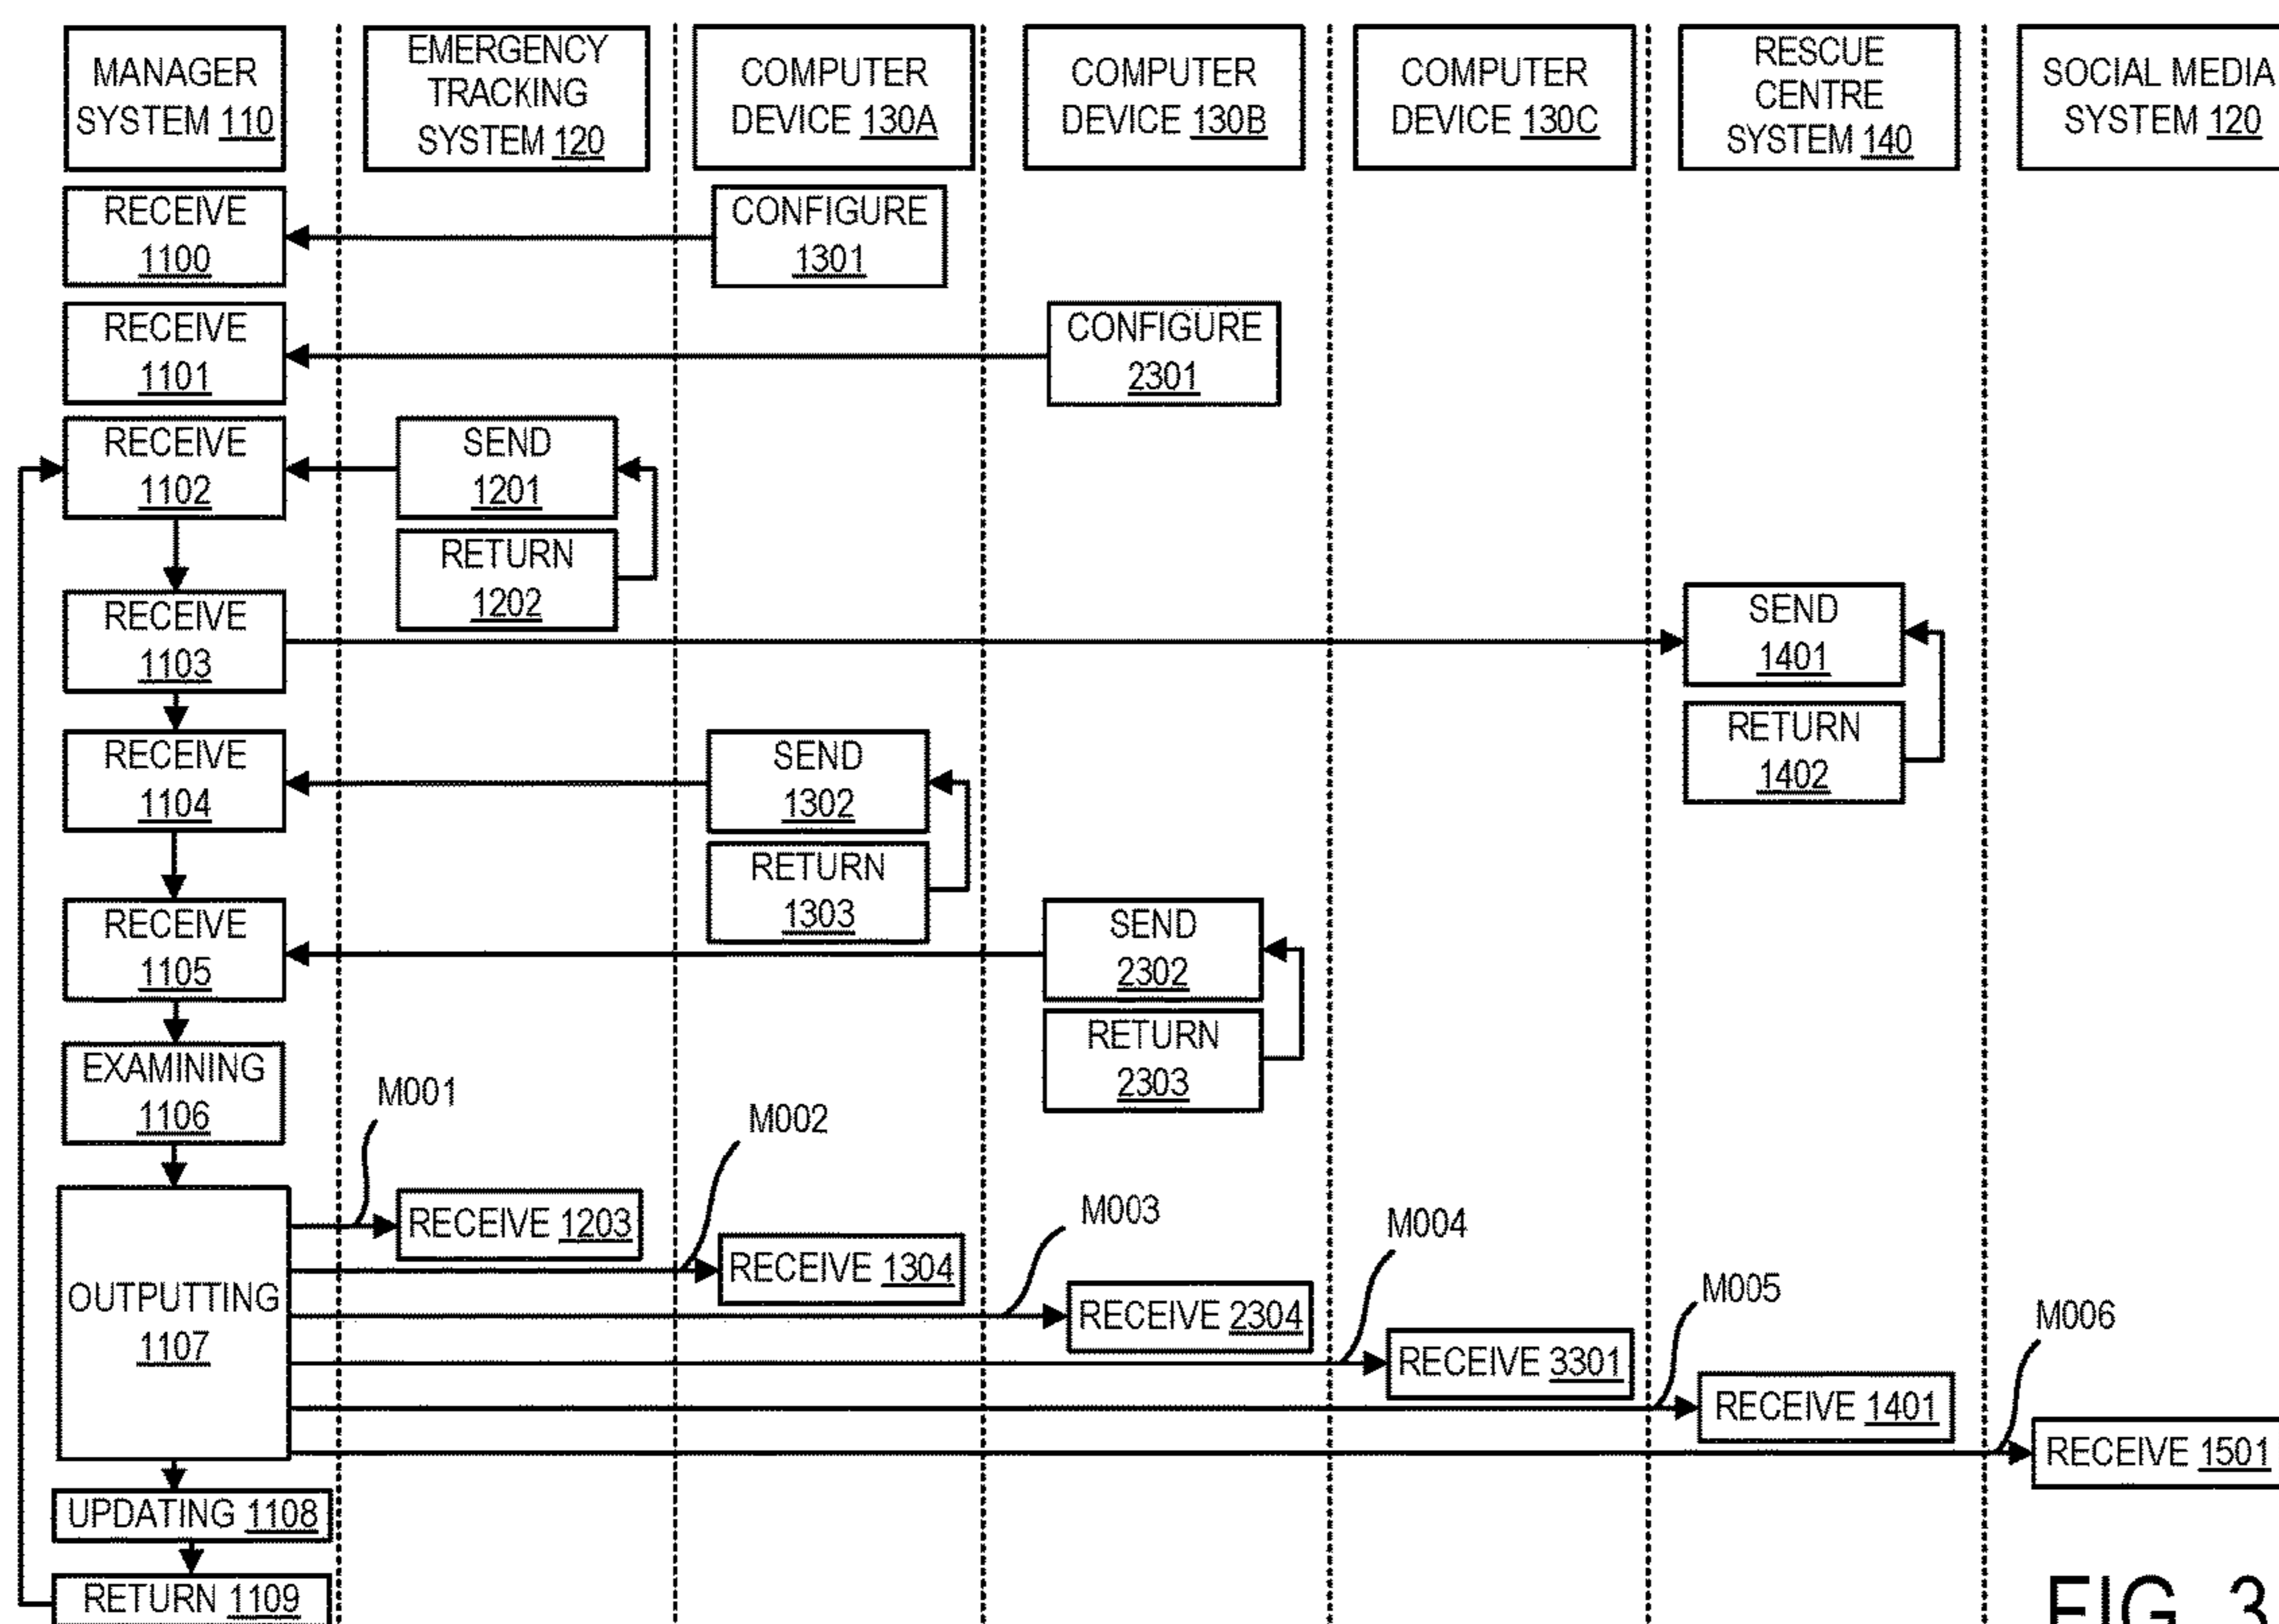 MANAGER
SYSTEM 110
EMERGENCY
TRACKING
SYSTEM 120
COMPUTER
DEVICE 130A
COMPUTER
DEVICE 130B
COMPUTER
DEVICE 130C
RESCUE
CENTRE
SYSTEM 140
SOCIAL MEDIA
SYSTEM 120
RECEIVE
1100
CONFIGURE
1301
RECEIVE
1101
CONFIGURE
2301
RECEIVE
1102
SEND
1201
RETURN
1202
RECEIVE
1103
SEND
1401
RETURN
1402
RECEIVE
1104
SEND
1302
RETURN
1303
RECEIVE
1105
SEND
2302
RETURN
2303
EXAMINING
1106
M001
M002
M003
M004
M005
M006
OUTPUTTING
1107
RECEIVE 1203
RECEIVE 1304
RECEIVE 2304
RECEIVE 3301
RECEIVE 1401
RECEIVE 1501
UPDATING 1108
RETURN 1109
FIG. 3